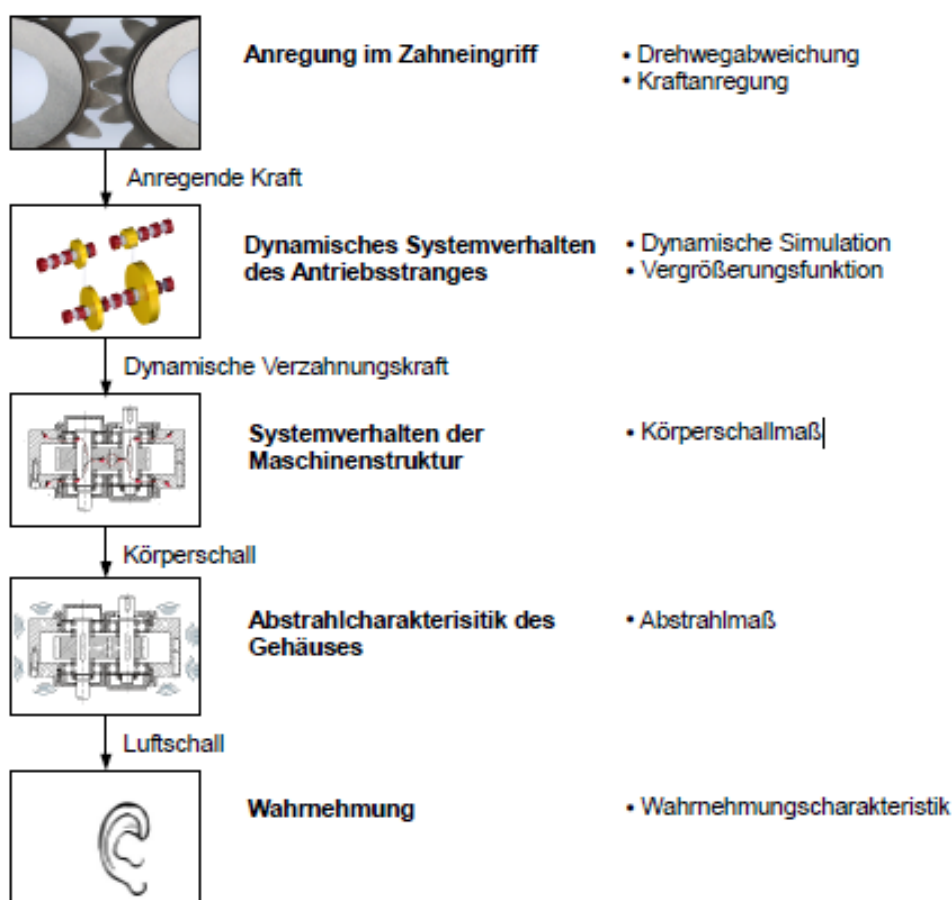 Anregung im Zahneingriff
• Drehwegabweichung
• Kraftanregung
Anregende Kraft
Dynamisches Systemverhalten
des Antriebsstranges
• Dynamische Simulation
• Vergrößerungsfunktion
Dynamische Verzahnungskraft
Systemverhalten der
Maschinenstruktur
• Körperschallmaß
Körperschall
Abstrahlcharakterisitik des
Gehäuses
• Abstrahlmaß
Luftschall
Wahrnehmung
• Wahrnehmungscharakteristik